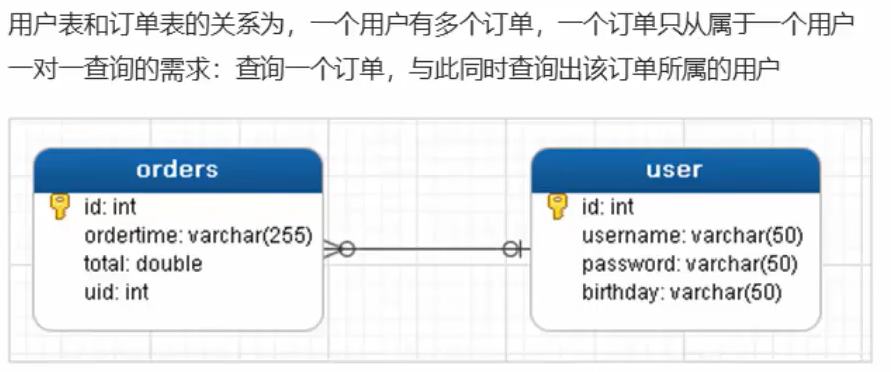 用户表和订单表的关系为，一个用户有多个订单，一个订单只从属于一个用户
一对一查询的需求：查询一个订单，与此同时查询出该订单所属的用户
orders
id: int
ordertime: varchar(255)
total: double
uid: int
user
id: int
username: varchar(50)
password: varchar(50)
birthday: varchar(50)